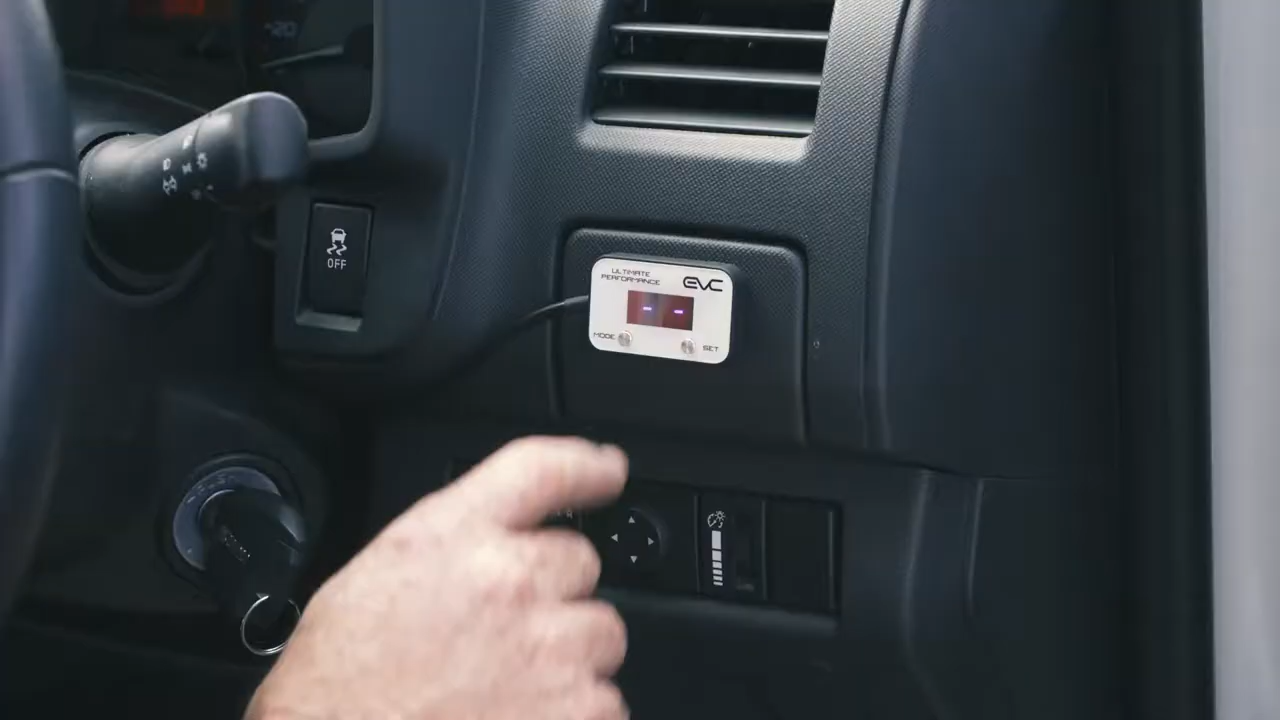 OFF
ULTIMATE
PERFORMANCE
EVC
- -
MODE
SET